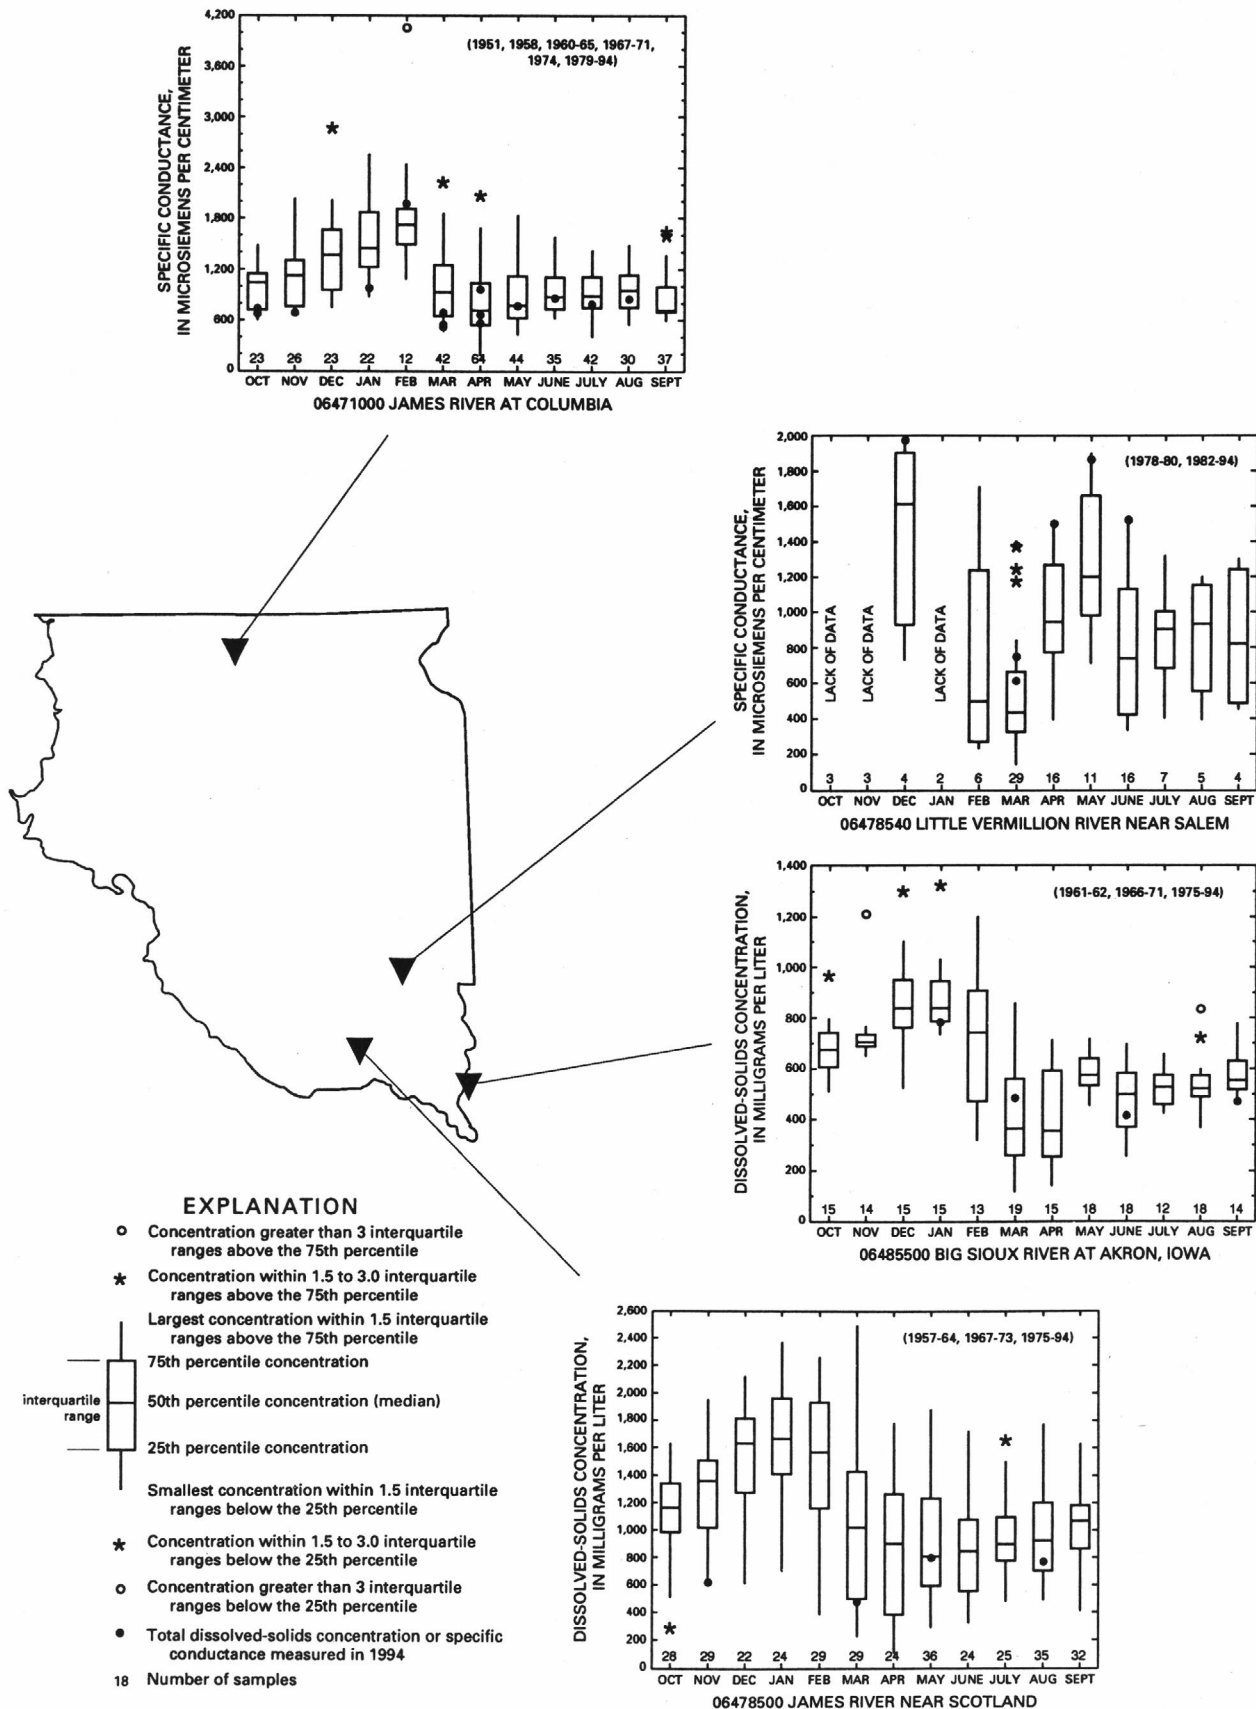 4,200
3,600
3,000
2,400
1,800
1,200
600
0
SPECIFIC CONDUCTANCE,
IN MICROSIEMENS PER CENTIMETER
(1951, 1958, 1960-65, 1967-71,
1974, 1979-94)
23 26 23 22 12 42 64 44 35 42 30 37
OCT NOV DEC JAN FEB MAR APR MAY JUNE JULY AUG SEPT
06471000 JAMES RIVER AT COLUMBIA
2,000
1,800
1,600
1,400
1,200
1,000
800
600
400
200
0
SPECIFIC CONDUCTANCE,
IN MICROSIEMENS PER CENTIMETER
(1978-80, 1982-94)
LACK OF DATA
LACK OF DATA
LACK OF DATA
3 3 4 2 6 29 16 11 16 7 5 4
OCT NOV DEC JAN FEB MAR APR MAY JUNE JULY AUG SEPT
06478540 LITTLE VERMILLION RIVER NEAR SALEM
1,400
1,200
1,000
800
600
400
200
0
DISSOLVED-SOLIDS CONCENTRATION,
IN MILLIGRAMS PER LITER
(1961-62, 1966-71, 1975-94)
15 14 15 15 13 19 15 18 18 12 18 14
OCT NOV DEC JAN FEB MAR APR MAY JUNE JULY AUG SEPT
06485500 BIG SIOUX RIVER AT AKRON, IOWA
EXPLANATION
Concentration greater than 3 interquartile
ranges above the 75th percentile
Concentration within 1.5 to 3.0 interquartile
ranges above the 75th percentile
Largest concentration within 1.5 interquartile
ranges above the 75th percentile
75th percentile concentration
interquartile
range
50th percentile concentration (median)
25th percentile concentration
Smallest concentration within 1.5 interquartile
ranges below the 25th percentile
Concentration within 1.5 to 3.0 interquartile
ranges below the 25th percentile
Concentration greater than 3 interquartile
ranges below the 25th percentile
Total dissolved-solids concentration or specific
conductance measured in 1994
18 Number of samples
2,600
2,400
2,200
2,000
1,800
1,600
1,400
1,200
1,000
800
600
400
200
0
DISSOLVED-SOLIDS CONCENTRATION,
IN MILLIGRAMS PER LITER
(1957-64, 1967-73, 1975-94)
28 29 22 24 29 29 24 36 24 25 35 32
OCT NOV DEC JAN FEB MAR APR MAY JUNE JULY AUG SEPT
06478500 JAMES RIVER NEAR SCOTLAND